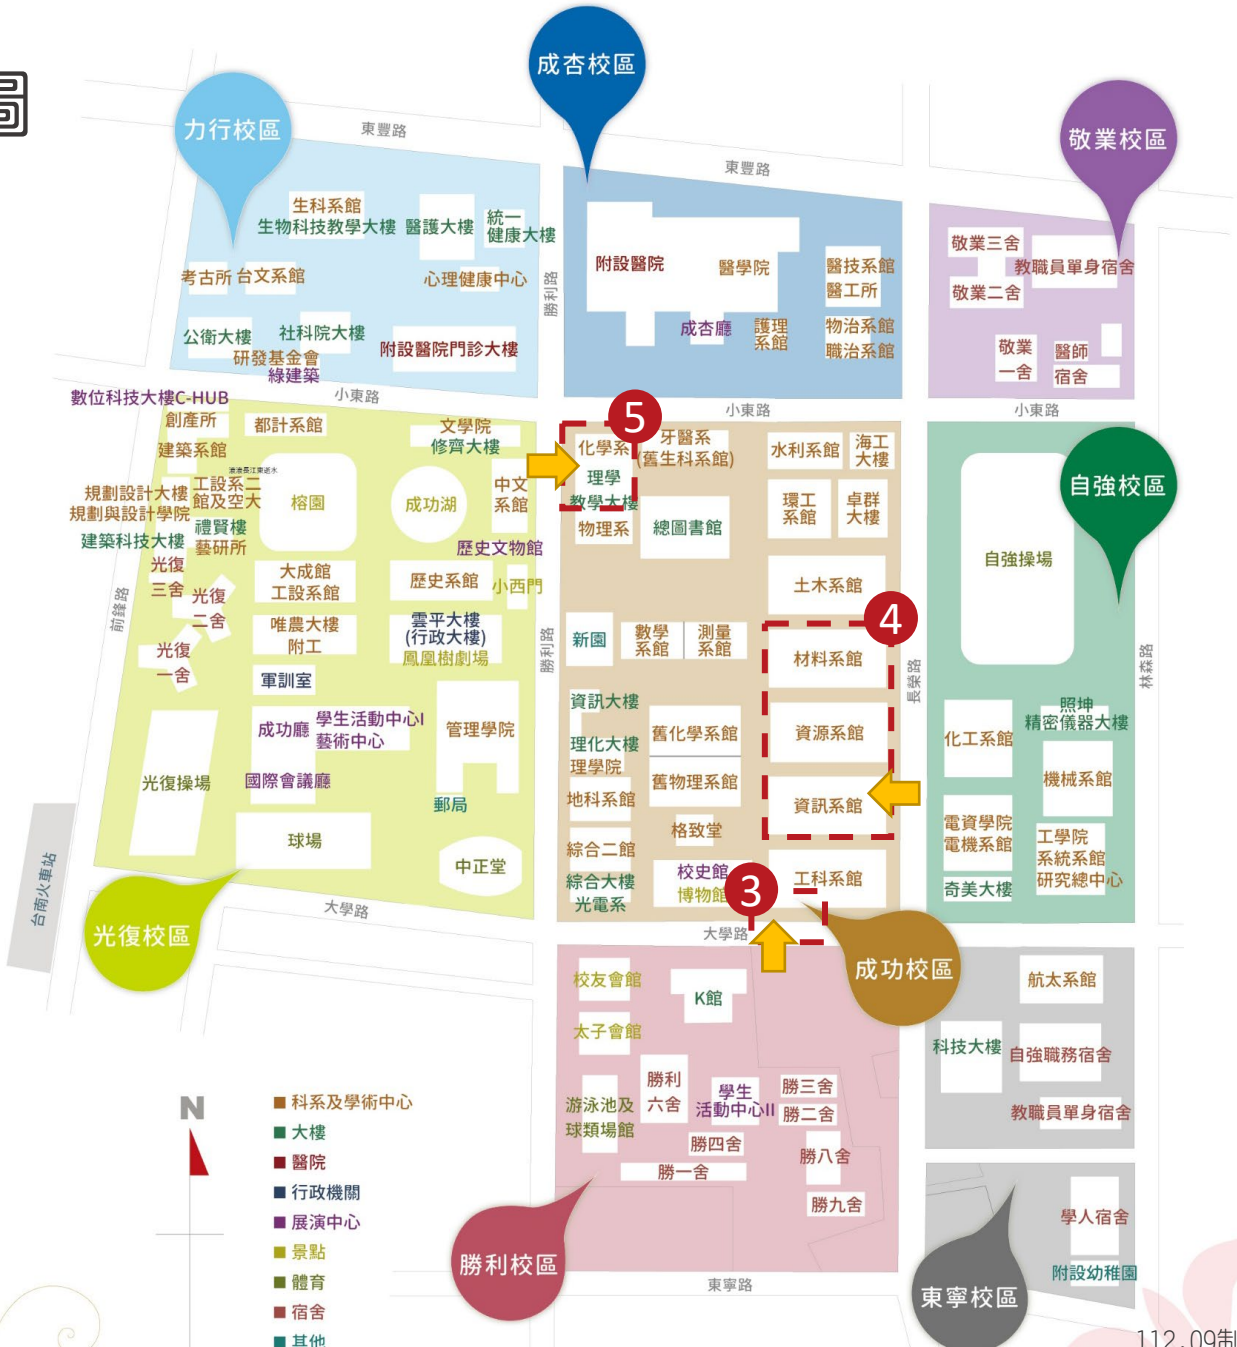 圖
成杏校區
力行校區
敬業校區
東豐路
東豐路
生科系館
生物科技教學大樓
醫護大樓
統一
健康大樓
考古所
台文系館
心理健康中心
公衛大樓
社科院大樓
研發基金會
綠建築
附設醫院門診大樓
勝利路
附設醫院
醫學院
醫技系館
醫工所
成杏廳
護理
系館
物治系館
職治系館
敬業三舍
教職員單身宿舍
敬業二舍
敬業
一舍
醫師
宿舍
小東路
小東路
小東路
數位科技大樓C-HUB
創產所
都計系館
文學院
修齊大樓
建築系館
滾滾長江東逝水
規劃設計大樓
規劃與設計學院
工設系二
館及空大
榕園
成功湖
中文
系館
建築科技大樓
禮賢樓
藝研所
歷史文物館
光復
三舍
光復
二舍
大成館
工設系館
歷史系館
小西門
前鋒路
唯農大樓
附工
雲平大樓
(行政大樓)
鳳凰樹劇場
光復
一舍
軍訓室
勝利路
成功廳
學生活動中心I
藝術中心
管理學院
光復操場
國際會議廳
郵局
球場
中正堂
台南火車站
光復校區
大學路
5
化學系
理學
教學大樓
物理系
牙醫系
(舊生科系館)
水利系館
海工
大樓
總圖書館
環工
系館
卓群
大樓
土木系館
4
新園
數學
系館
測量
系館
材料系館
長榮路
資訊大樓
舊化學系館
資源系館
理化大樓
理學院
舊物理系館
地科系館
資訊系館
格致堂
綜合二館
校史館
博物館
工科系館
綜合大樓
光電系
3
大學路
成功校區
自強校區
自強操場
林森路
照坤
精密儀器大樓
化工系館
機械系館
電資學院
電機系館
工學院
系統系館
研究總中心
奇美大樓
校友會館
K館
太子會館
勝利
六舍
學生
活動中心II
勝三舍
勝二舍
游泳池及
球類場館
勝四舍
勝一舍
勝八舍
勝九舍
勝利校區
東寧路
航太系館
科技大樓
自強職務宿舍
教職員單身宿舍
學人宿舍
附設幼稚園
東寧校區
N
科系及學術中心
大樓
醫院
行政機關
展演中心
景點
體育
宿舍
其他
112.09制